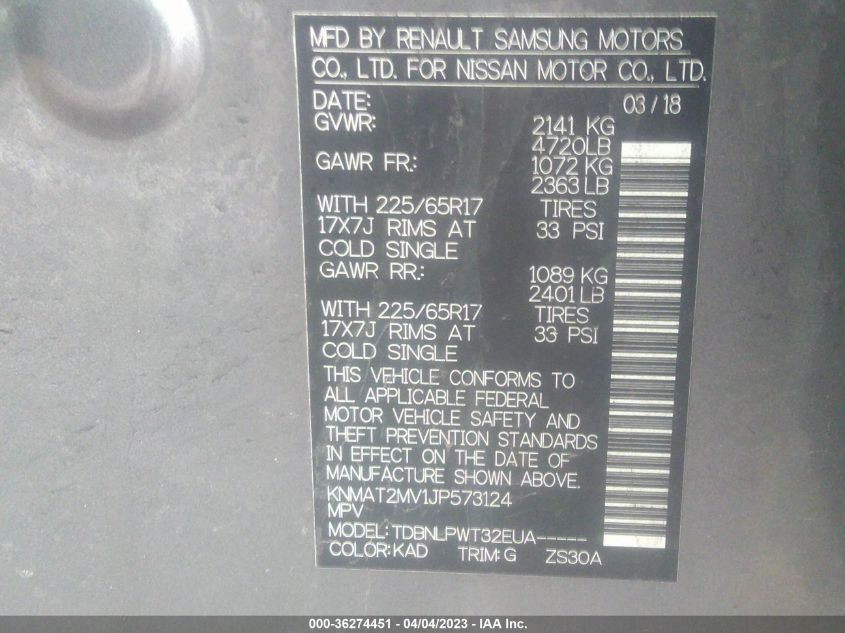 MFD BY RENAULT SAMSUNG MOTORS
CO., LTD. FOR NISSAN MOTOR CO., LTD.
DATE: 03 / 18
GVWR: 2141 KG
4720LB
GAWR FR.: 1072 KG
2363 LB
WITH 225/65R17 TIRES
17X7J RIMS AT 33 PSI
COLD SINGLE
GAWR RR.: 1089 KG
2401 LB
WITH 225/65R17 TIRES
17X7J RIMS AT 33 PSI
COLD SINGLE
THIS VEHICLE CONFORMS TO
ALL APPLICABLE FEDERAL
MOTOR VEHICLE SAFETY AND
THEFT PREVENTION STANDARDS
IN EFFECT ON THE DATE OF
MANUFACTURE SHOWN ABOVE.
KNMAT2MV1JP573124
MPV
MODEL: TDBNLPWT32EUA-----
COLOR: KAD TRIM: G ZS30A
000-36274451 - 04/04/2023 - IAA Inc.